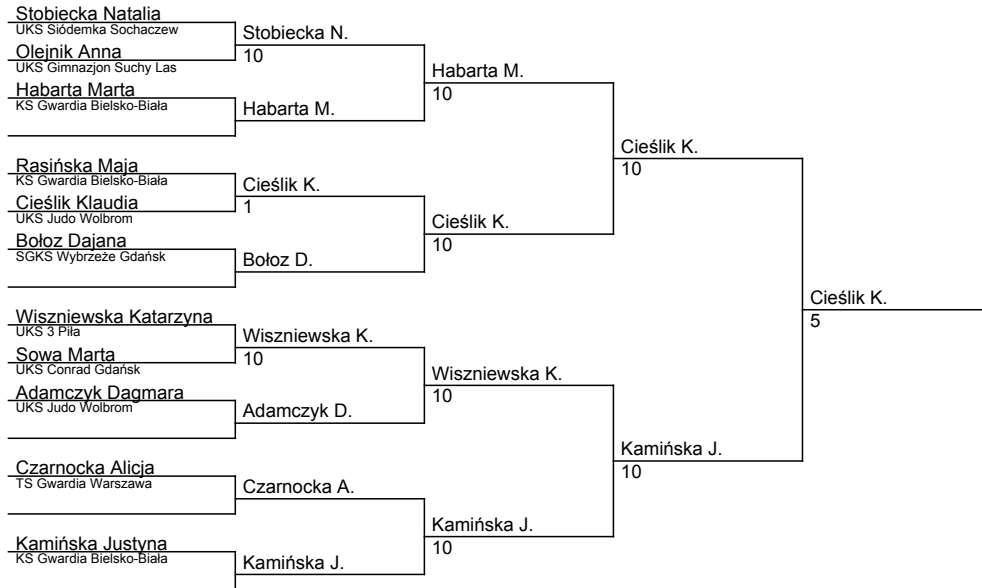 Stobiecka Natalia
UKS Siódemka Sochaczew
Olejnik Anna
UKS Gimnazjon Suchy Las
Habarta Marta
KS Gwardia Bielsko-Biała
Rasińska Maja
KS Gwardia Bielsko-Biała
Cieślik Klaudia
UKS Judo Wolbrom
Bołoz Dajana
SGKS Wybrzeże Gdańsk
Wiszniewska Katarzyna
UKS 3 Piła
Sowa Marta
UKS Conrad Gdańsk
Adamczyk Dagmara
UKS Judo Wolbrom
Czarnocka Alicja
TS Gwardia Warszawa
Kamińska Justyna
KS Gwardia Bielsko-Biała
Stobiecka N.
10
Habarta M.
Cieślik K.
1
Bołoz D.
Wiszniewska K.
10
Adamczyk D.
Czarnocka A.
Kamińska J.
Habarta M.
10
Cieślik K.
10
Wiszniewska K.
10
Kamińska J.
10
Cieślik K.
10
Kamińska J.
10
Cieślik K.
5